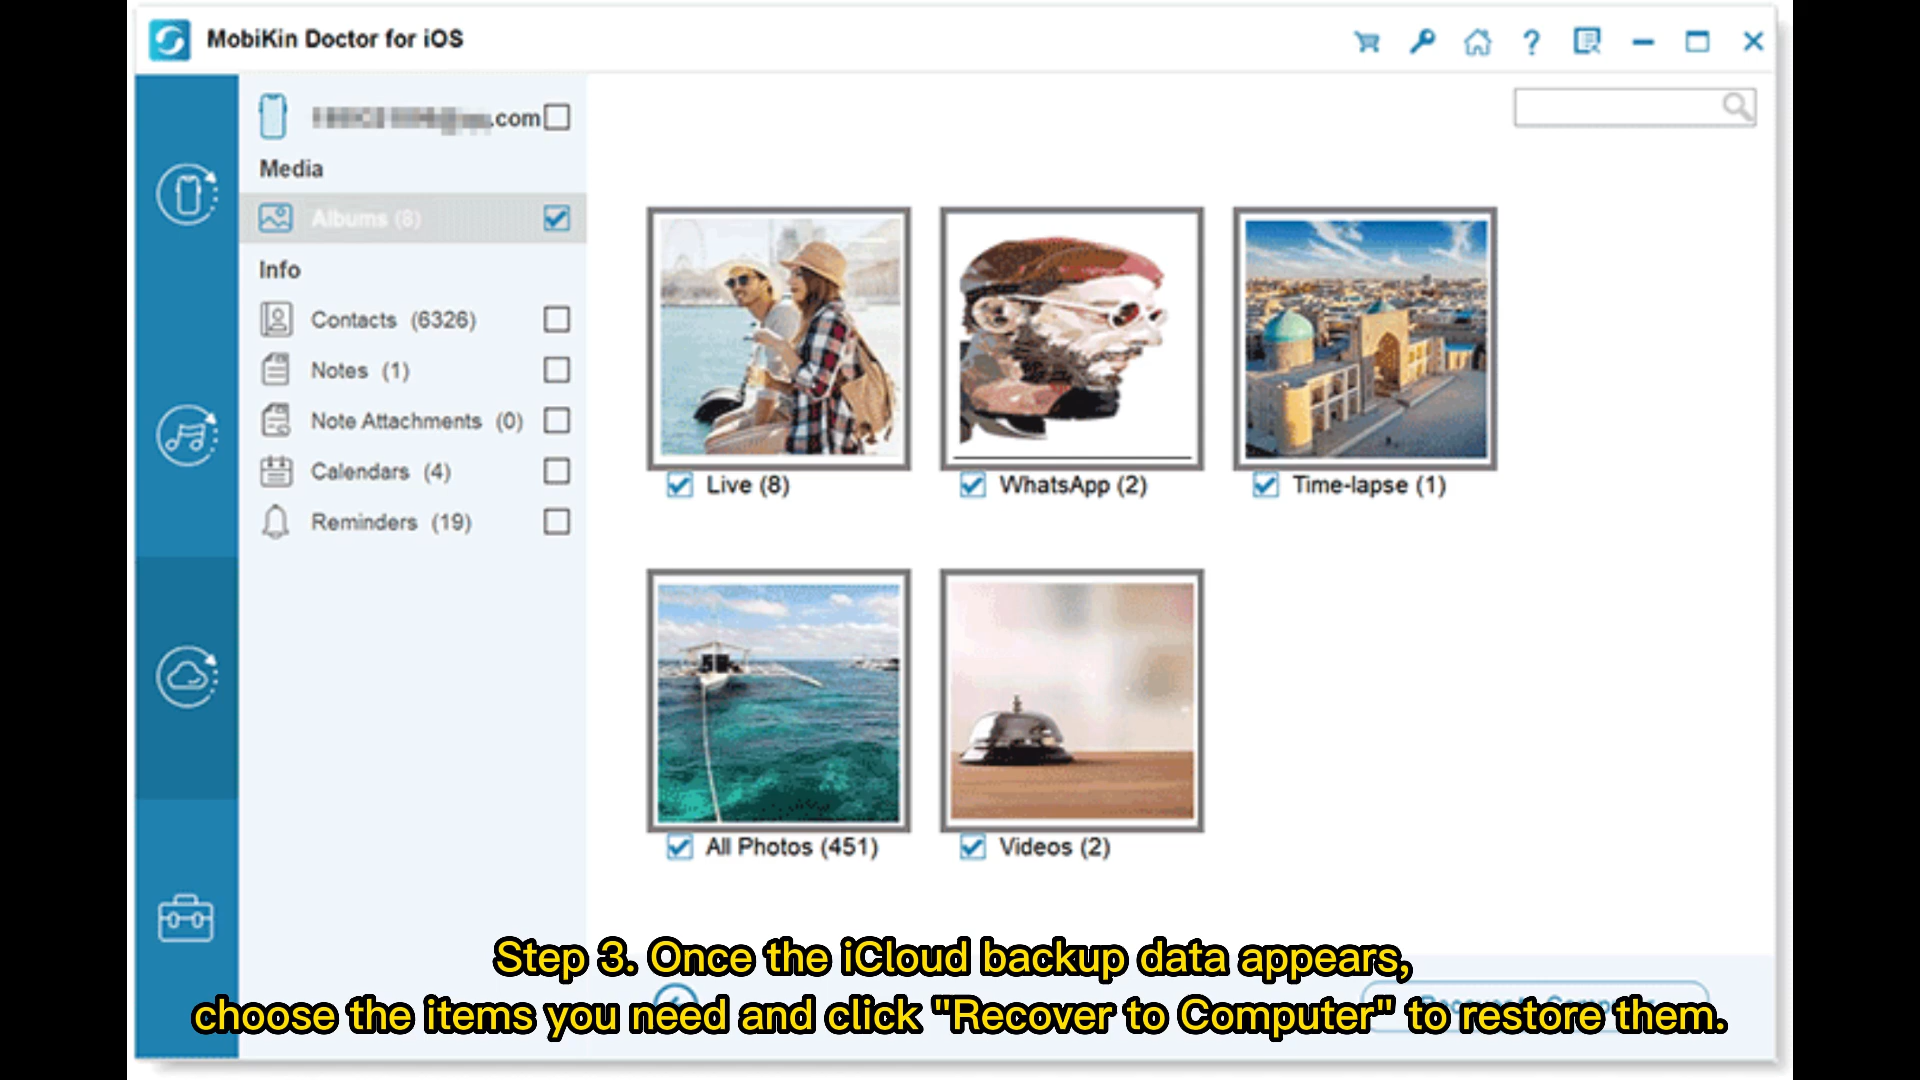 MobiKin Doctor for iOS
.com
Media
Albums (8)
Info
Contacts (6326)
Notes (1)
Note Attachments (0)
Calendars (4)
Reminders (19)
Live (8)
WhatsApp (2)
Time-lapse (1)
All Photos (451)
Videos (2)
Step 3. Once the iCloud backup data appears,
choose the items you need and click "Recover to Computer" to restore them.